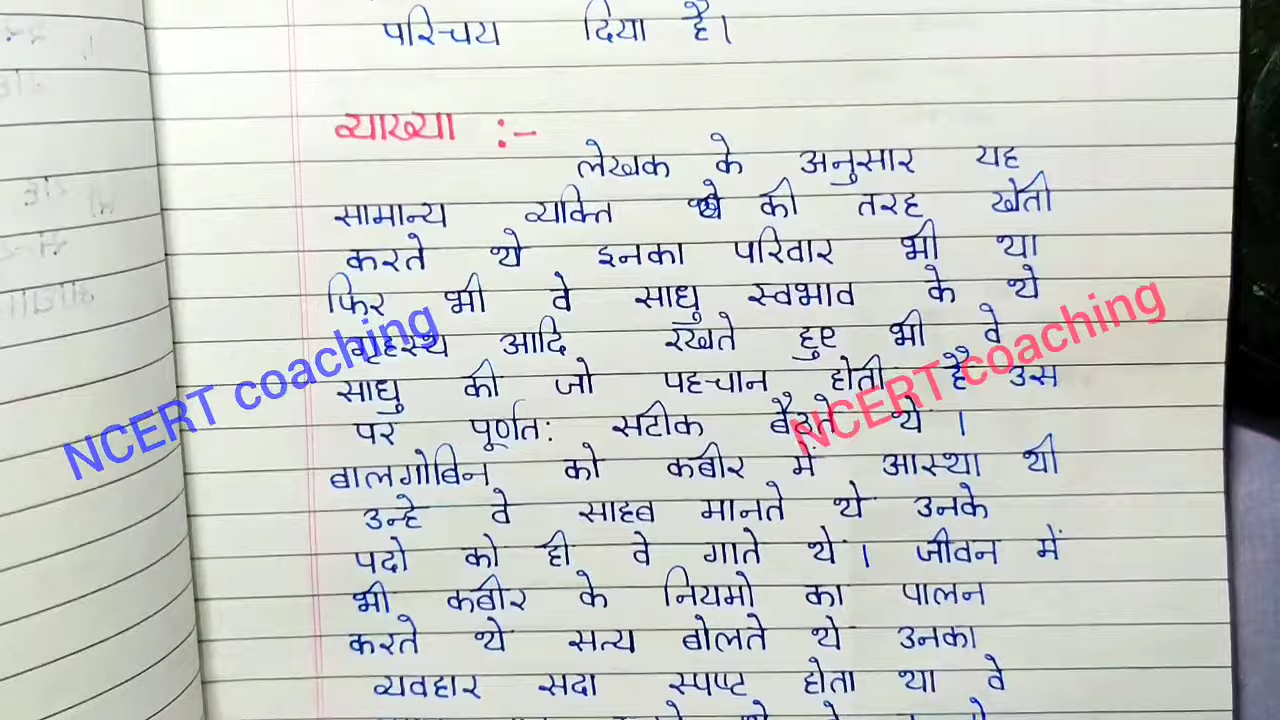 परिचय दिया है।
व्याख्या :-
लेखक के अनुसार यह
सामान्य व्यक्ति की तरह खेती
करते थे इनका परिवार भी था
फिर भी वे साधु स्वभाव के थे
गृहस्थ आदि रखते हुए भी वे
साधु की जो पहचान होती है उस
पर पूर्णतः सटीक बैठते थे ।
बालगोबिन को कबीर में आस्था थी
उन्हे वे साहब मानते थे उनके
पदो को ही वे गाते थे । जीवन में
भी कबीर के नियमो का पालन
करते थे सत्य बोलते थे उनका
व्यवहार सदा स्पष्ट होता था वे
NCERT coaching
NCERT coaching